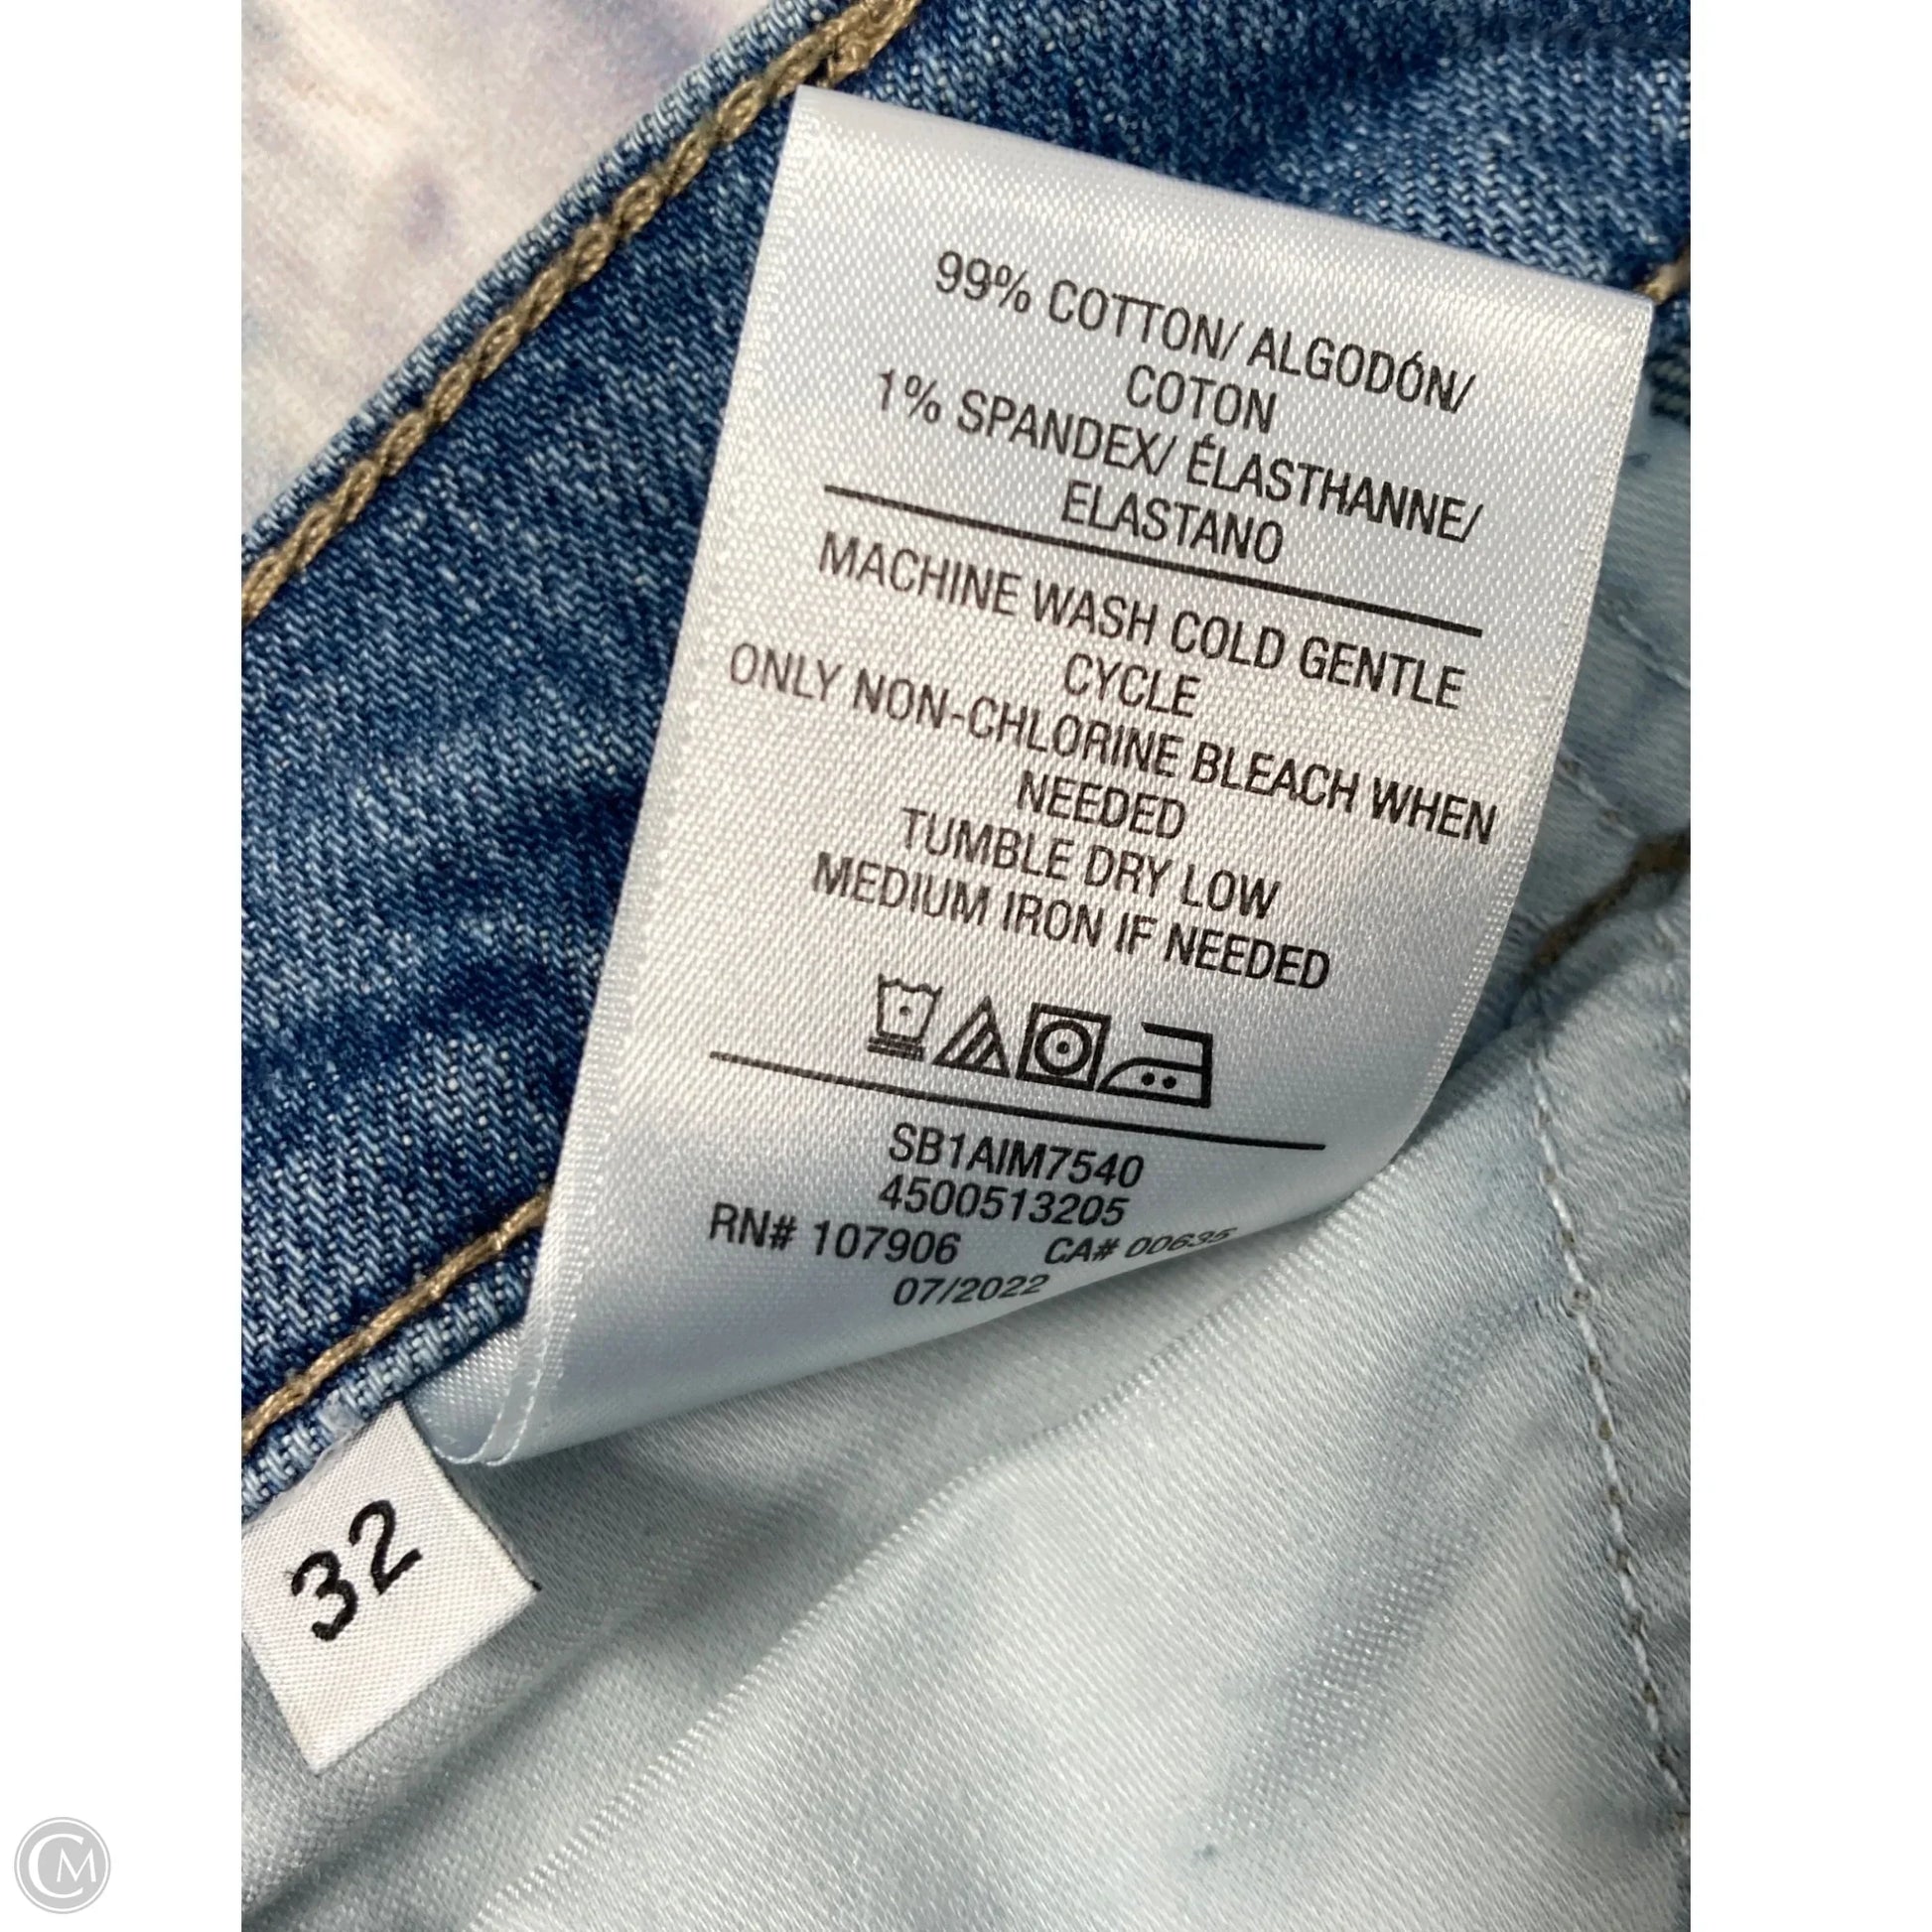 99% COTTON/ ALGODÓN/
COTON
1% SPANDEX/ ÉLASTHANNE/
ELASTANO
MACHINE WASH COLD GENTLE
CYCLE
ONLY NON-CHLORINE BLEACH WHEN
NEEDED
TUMBLE DRY LOW
MEDIUM IRON IF NEEDED
SB1AIM7540
4500513205
RN# 107906 CA# 00635
07/2022
32
CM